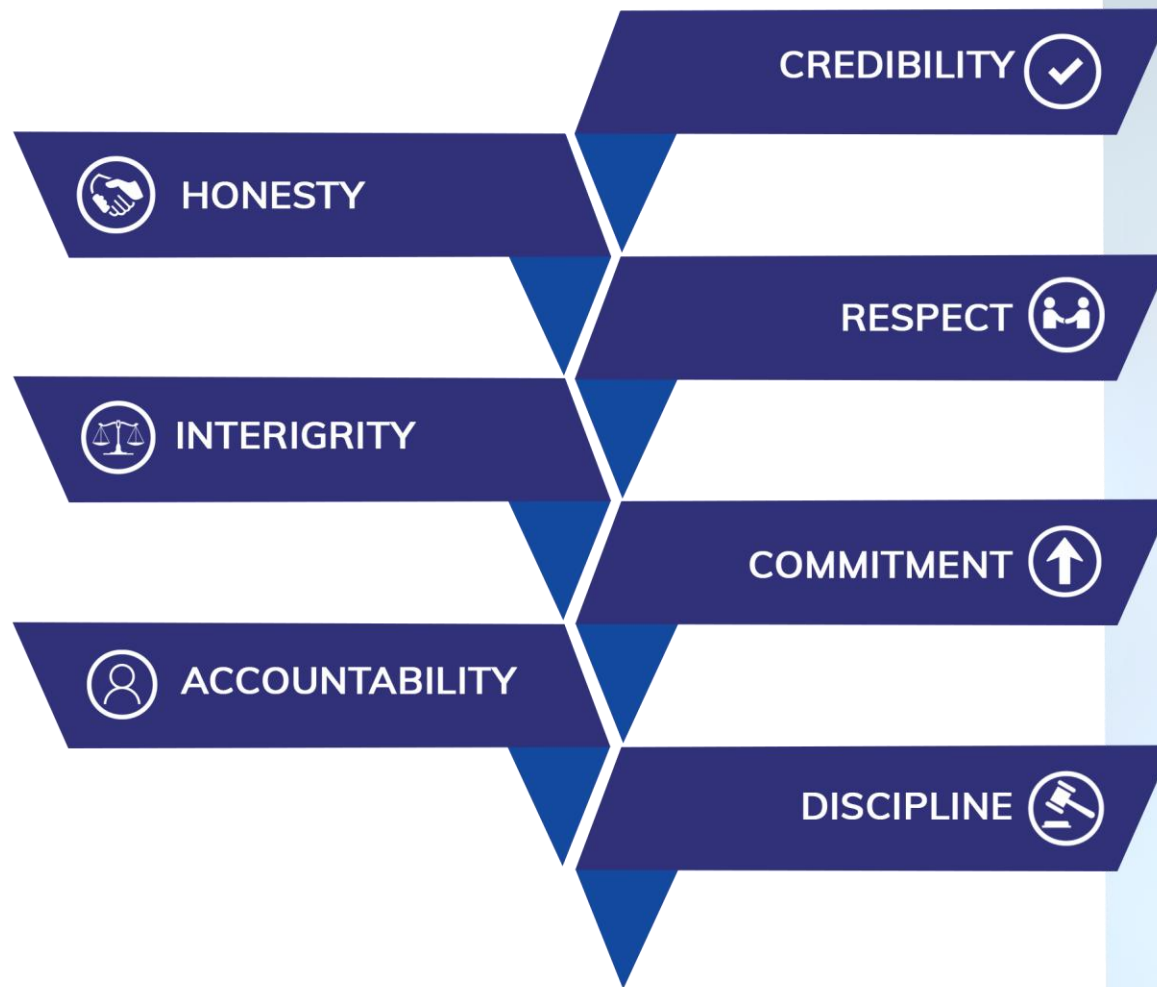 CREDIBILITY
HONESTY
RESPECT
INTERIGRITY
COMMITMENT
ACCOUNTABILITY
DISCIPLINE